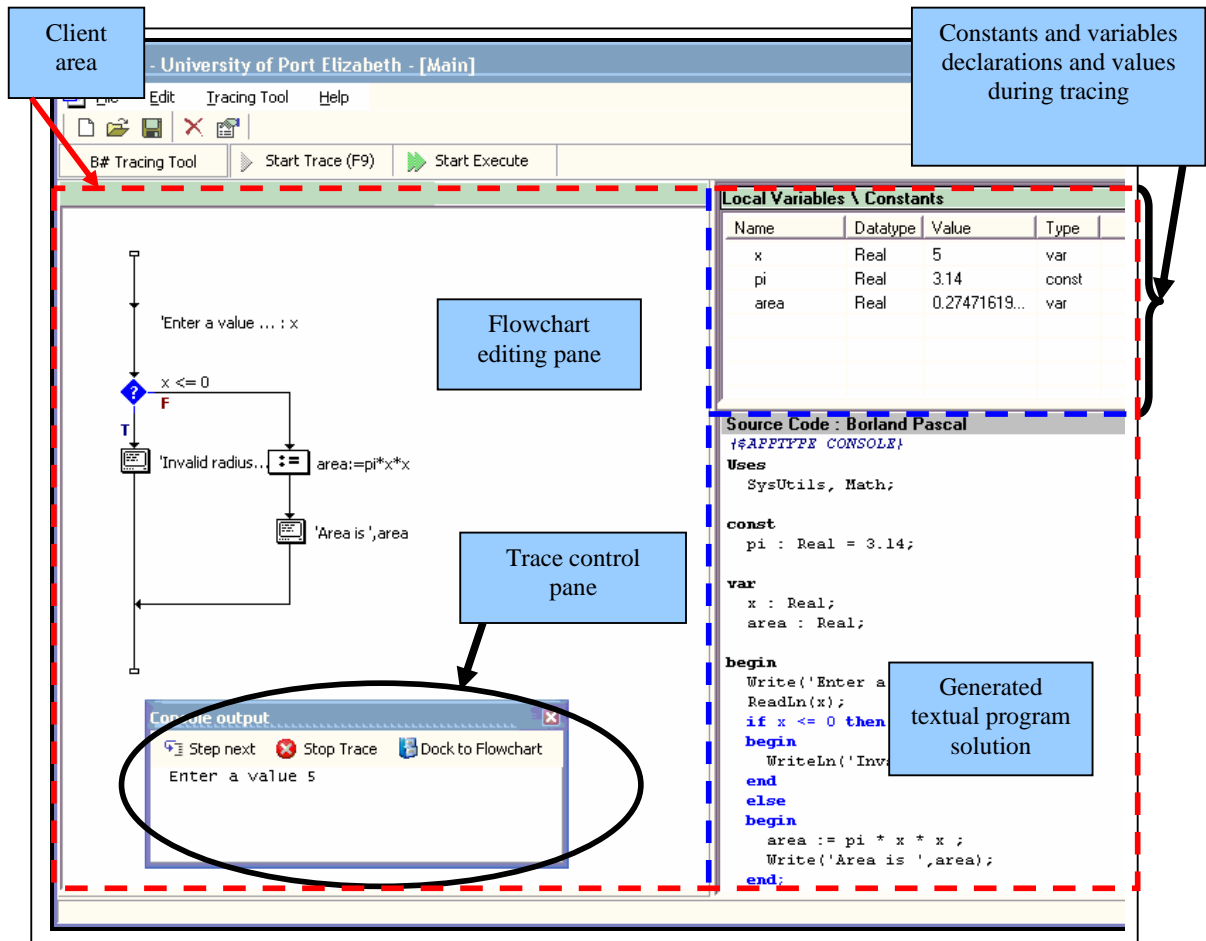 Client
area
Constants and variables
declarations and values
during tracing
- University of Port Elizabeth - [Main]
File Edit Tracing Tool Help
B# Tracing Tool Start Trace (F9) Start Execute
Local Variables \ Constants
Name Datatype Value Type
x Real 5 var
pi Real 3.14 const
area Real 0.27471619... var
'Enter a value ... : x
Flowchart
editing pane
?
x <= 0
F
T
'Invalid radius...
:=
area:=pi*x*x
'Area is ',area
Trace control
pane
Console output
Step next Stop Trace Dock to Flowchart
Enter a value 5
Source Code : Borland Pascal
{$APPTYPE CONSOLE}
Uses
SysUtils, Math;
const
pi : Real = 3.14;
var
x : Real;
area : Real;
begin
Write('Enter a
ReadLn(x);
if x <= 0 then
begin
WriteLn('Inv
end
else
begin
area := pi * x * x ;
Write('Area is ',area);
end;
Generated
textual program
solution